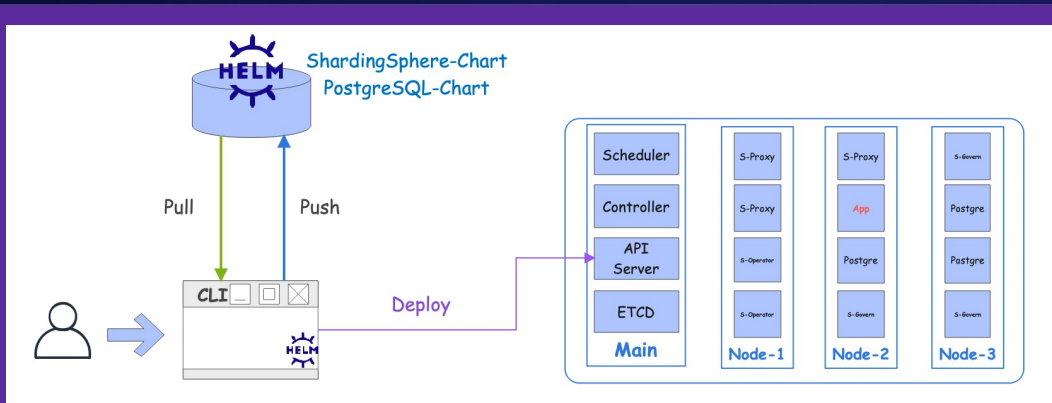 HELM
ShardingSphere-Chart
PostgreSQL-Chart
Pull
Push
CLI
HELM
Deploy
Scheduler
Controller
API
Server
ETCD
Main
S-Proxy
S-Proxy
S-Operator
S-Operator
Node-1
S-Proxy
App
Postgre
S-Govern
Node-2
S-Govern
Postgre
Postgre
S-Govern
Node-3